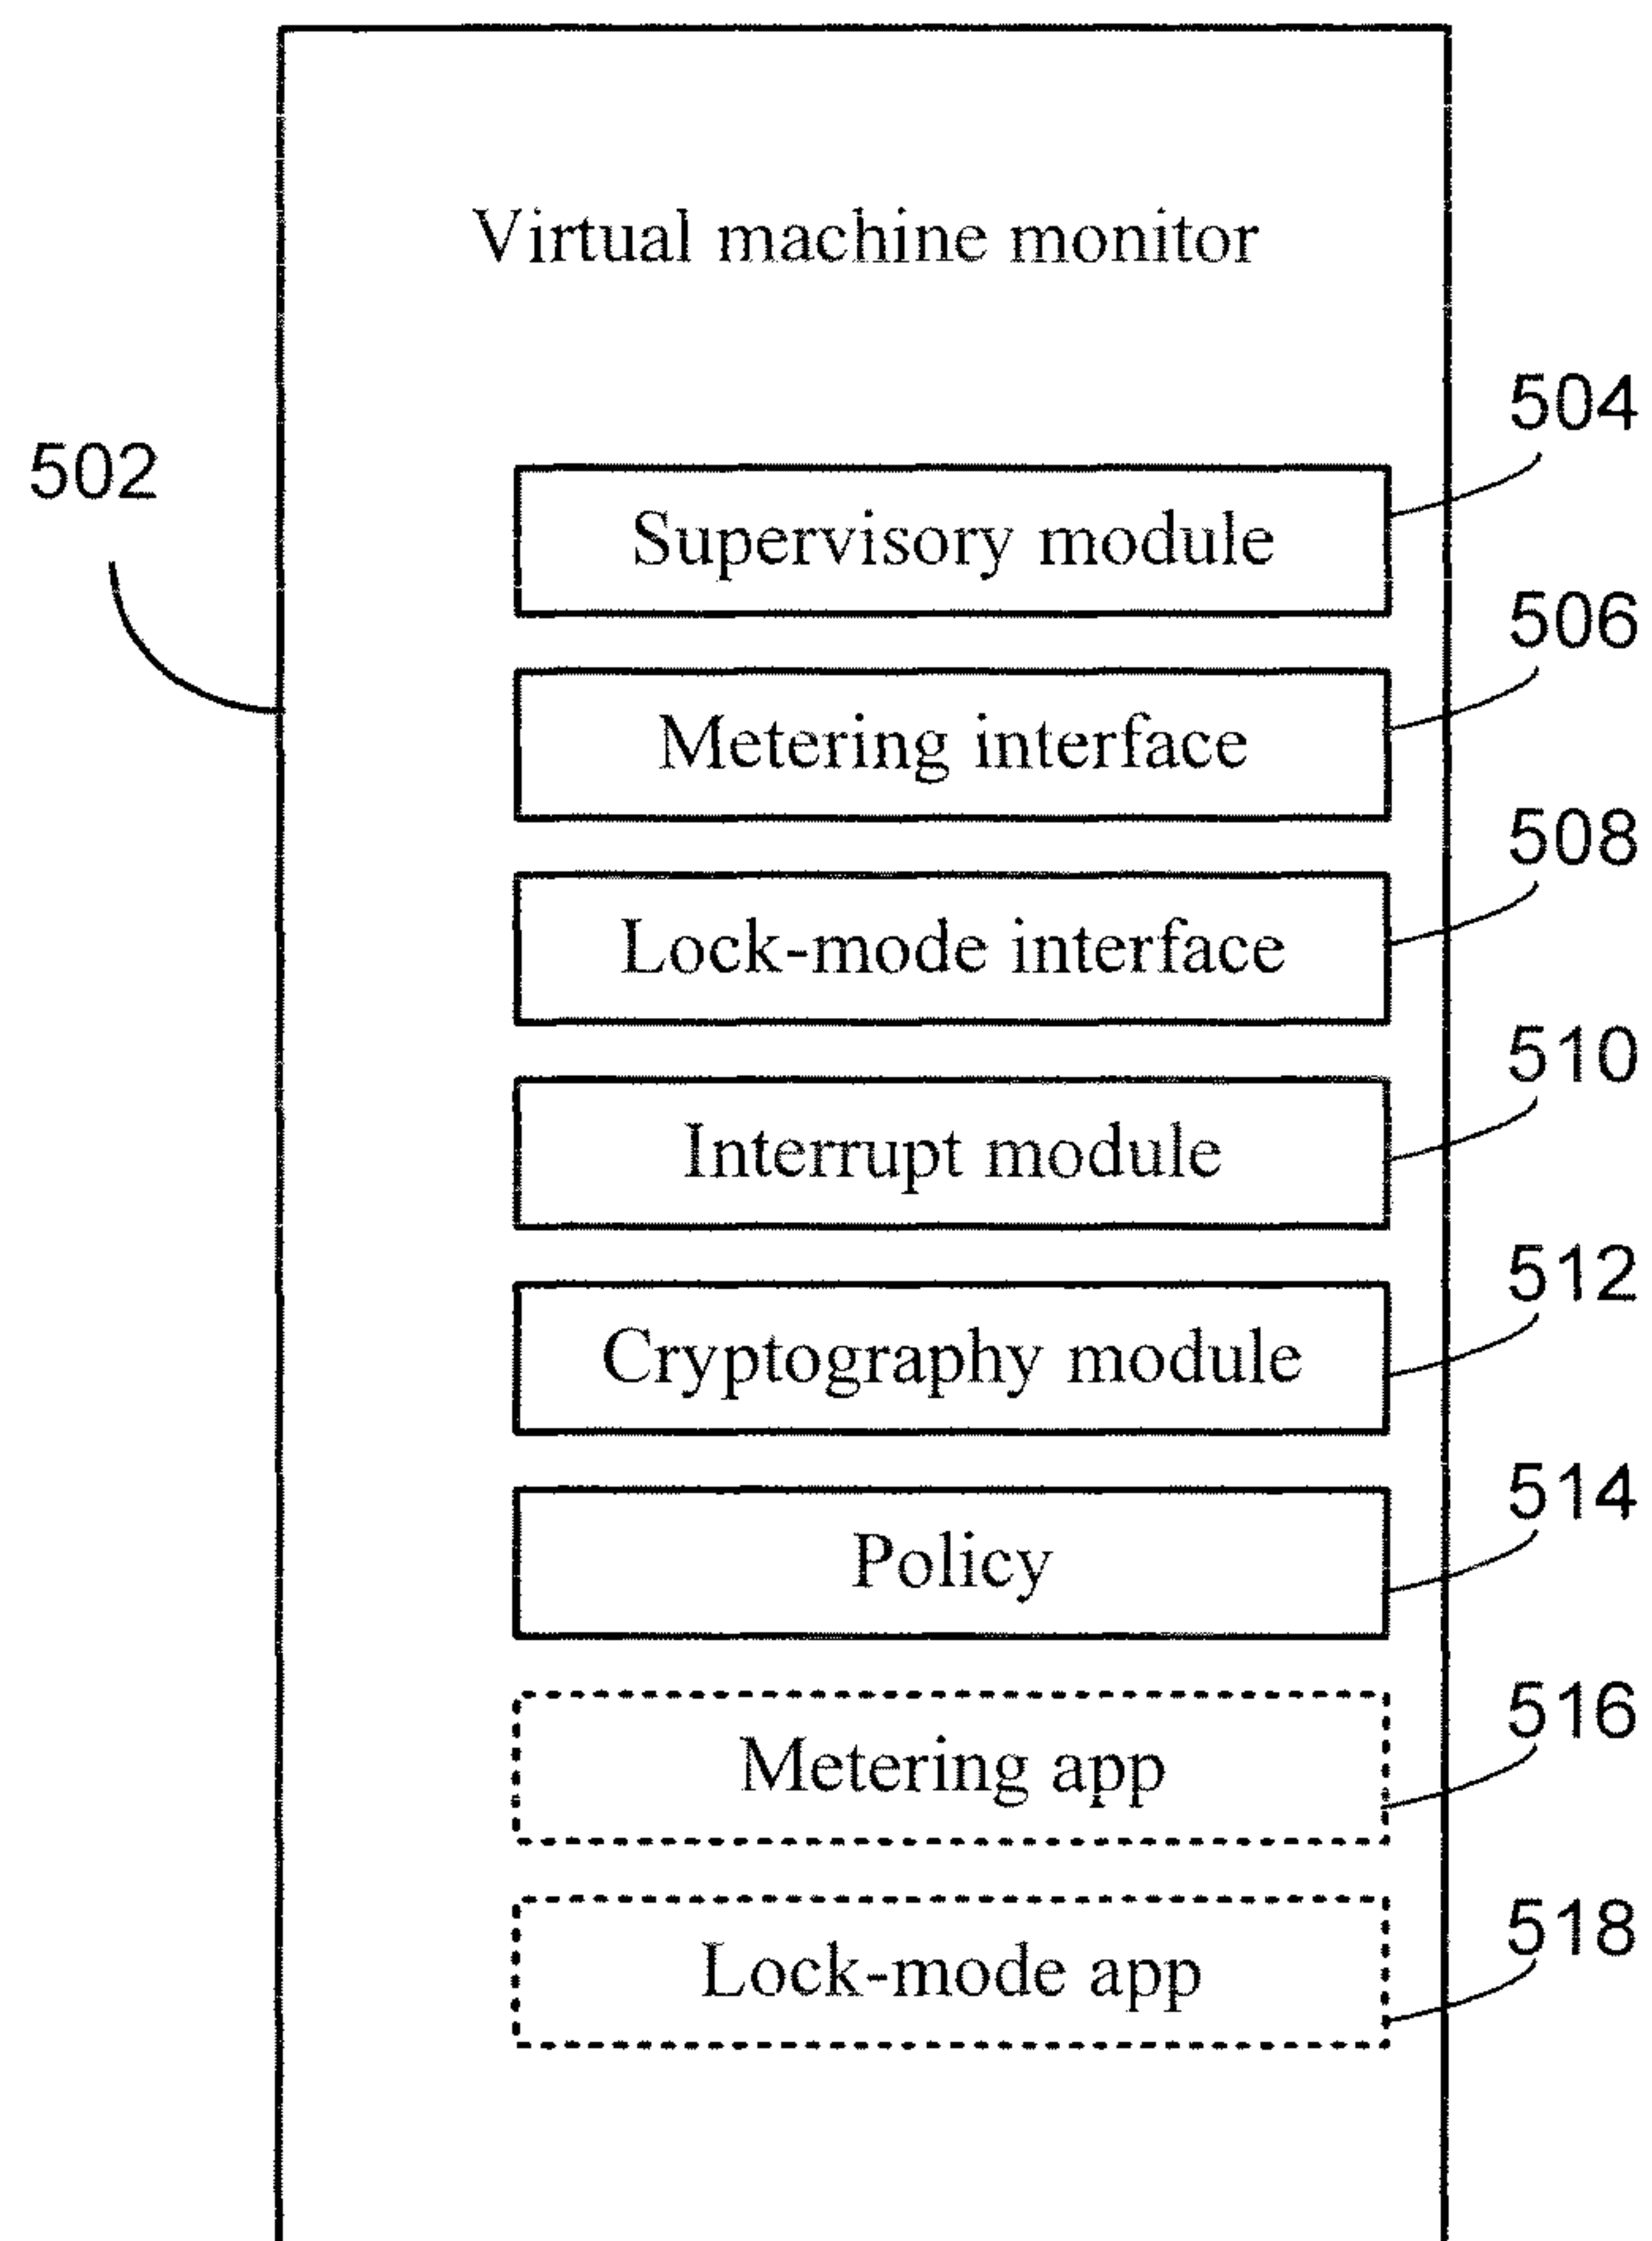 Virtual machine monitor
504
502
Supervisory module
506
Metering interface
508
Lock-mode interface
510
Interrupt module
512
Cryptography module
514
Policy
516
Metering app
518
Lock-mode app